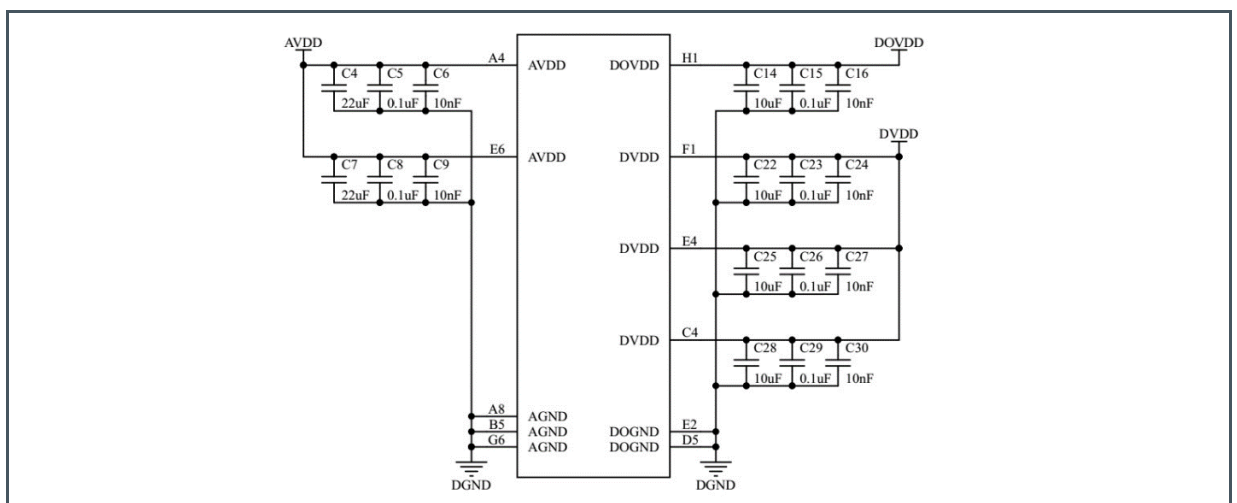 AVDD DOVDD
A4 AVDD DOVDD H1
C4 C5 C6 C14 C15 C16
22uF 0.1uF 10nF 10uF 0.1uF 10nF
DVDD
E6 AVDD DVDD F1
C7 C8 C9 C22 C23 C24
22uF 0.1uF 10nF 10uF 0.1uF 10nF
DVDD E4
C25 C26 C27
10uF 0.1uF 10nF
DVDD C4
C28 C29 C30
10uF 0.1uF 10nF
A8 AGND
B5 AGND DOGND E2
G6 AGND DOGND D5
DGND DGND